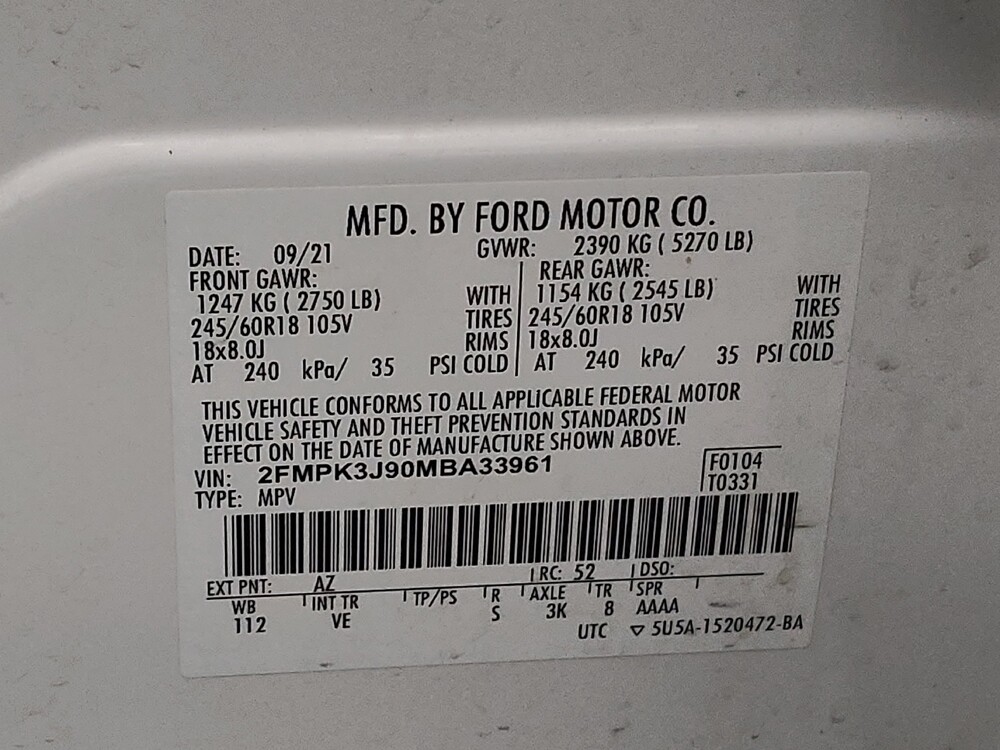 MFD. BY FORD MOTOR CO.
DATE: 09/21 GVWR: 2390 KG ( 5270 LB)
FRONT GAWR: REAR GAWR:
1247 KG ( 2750 LB) WITH 1154 KG ( 2545 LB) WITH
245/60R18 105V TIRES 245/60R18 105V TIRES
18x8.0J RIMS 18x8.0J RIMS
AT 240 kPa/ 35 PSI COLD AT 240 kPa/ 35 PSI COLD
THIS VEHICLE CONFORMS TO ALL APPLICABLE FEDERAL MOTOR
VEHICLE SAFETY AND THEFT PREVENTION STANDARDS IN
EFFECT ON THE DATE OF MANUFACTURE SHOWN ABOVE.
VIN: 2FMPK3J90MBA33961 F0104
TYPE: MPV T0331
EXT PNT: AZ RC: 52 DSO:
WB INT TR TP/PS R AXLE TR SPR
112 VE S 3K 8 AAAA
UTC ▽ 5U5A-1520472-BA